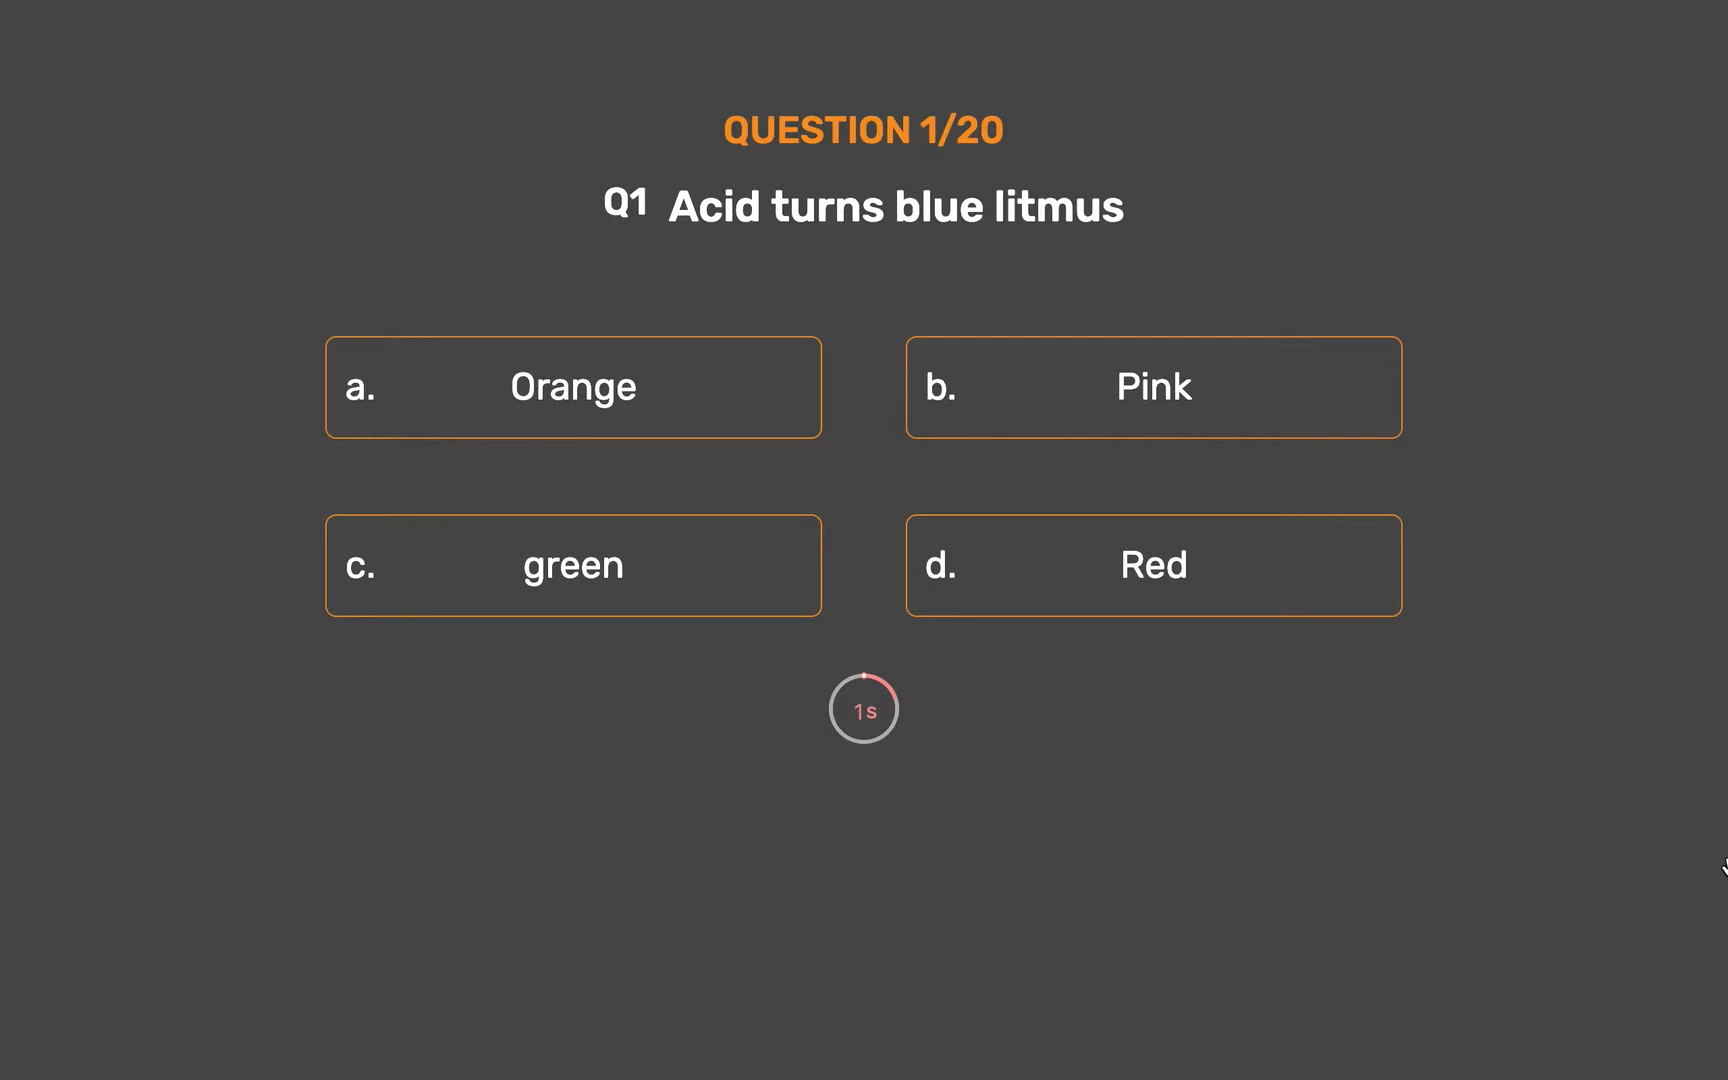 QUESTION 1/20
Q1 Acid turns blue litmus
a. Orange
b. Pink
c. green
d. Red
1s